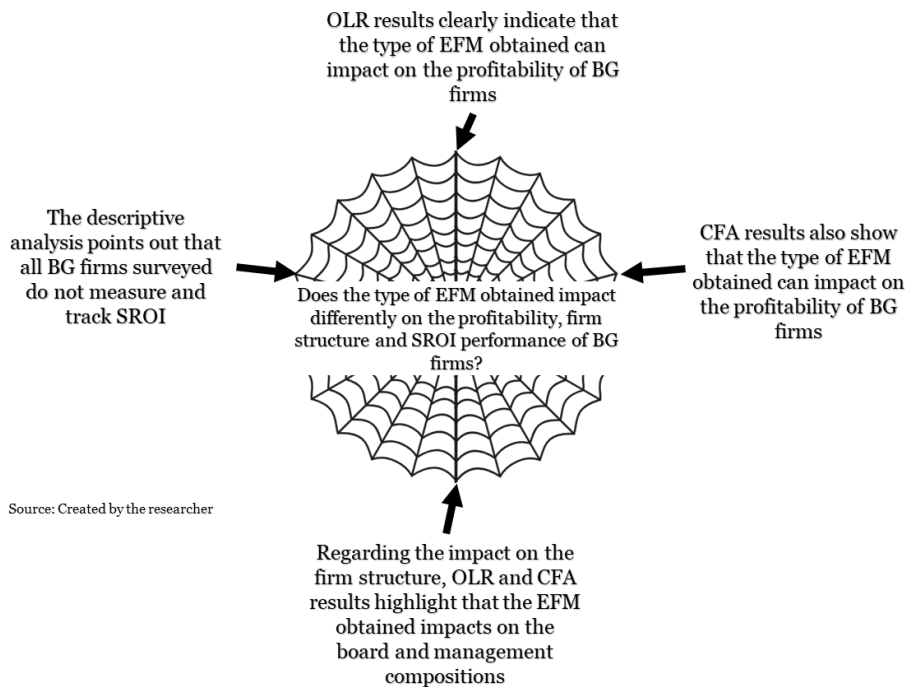 OLR results clearly indicate that
the type of EFM obtained can
impact on the profitability of BG
firms
The descriptive
analysis points out that
all BG firms surveyed
do not measure and
track SROI
CFA results also show
that the type of EFM
obtained can impact on
the profitability of BG
firms
Does the type of EFM obtained impact
differently on the profitability, firm
structure and SROI performance of BG
firms?
Source: Created by the researcher
Regarding the impact on the
firm structure, OLR and CFA
results highlight that the EFM
obtained impacts on the
board and management
compositions